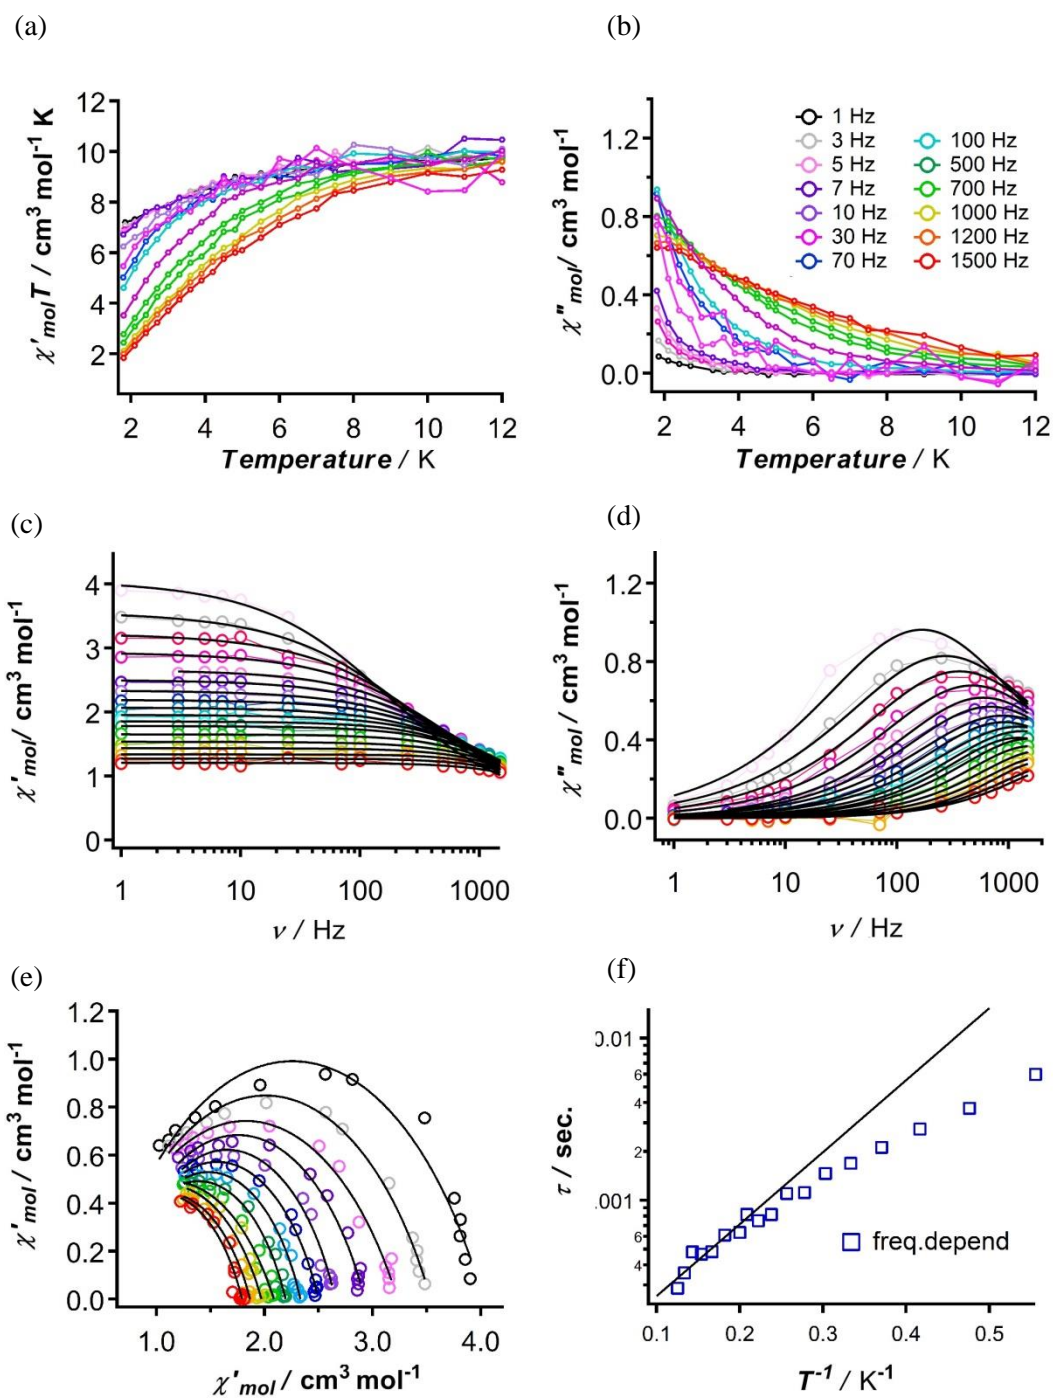 (a)
(b)
12
10
8
6
4
2
χ'molT / cm³ mol⁻¹ K
2 4 6 8 10 12
Temperature / K
1.2
0.8
0.4
0.0
χ"mol/ cm³ mol⁻¹
1 Hz
3 Hz
5 Hz
7 Hz
10 Hz
30 Hz
70 Hz
100 Hz
500 Hz
700 Hz
1000 Hz
1200 Hz
1500 Hz
2 4 6 8 10 12
Temperature / K
(c)
(d)
4
3
2
1
0
χ'mol/ cm³ mol⁻¹
1 10 100 1000
ν / Hz
1.2
0.8
0.4
0.0
χ"mol/ cm³ mol⁻¹
1 10 100 1000
ν / Hz
(e)
(f)
1.2
1.0
0.8
0.6
0.4
0.2
0.0
χ'mol/ cm³ mol⁻¹
1.0 2.0 3.0 4.0
χ'mol/ cm³ mol⁻¹
0.01
6
4
2
.001
6
4
τ / sec.
freq.depend
0.1 0.2 0.3 0.4 0.5
T⁻¹ / K⁻¹